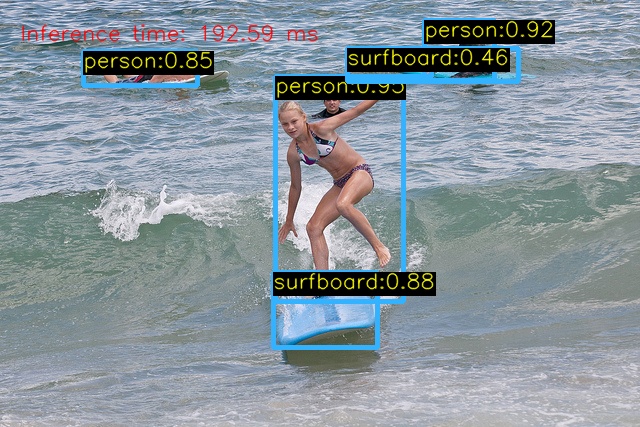 Inference time: 192.59 ms
person:0.92
person:0.85
surfboard:0.46
person:0.95
surfboard:0.88